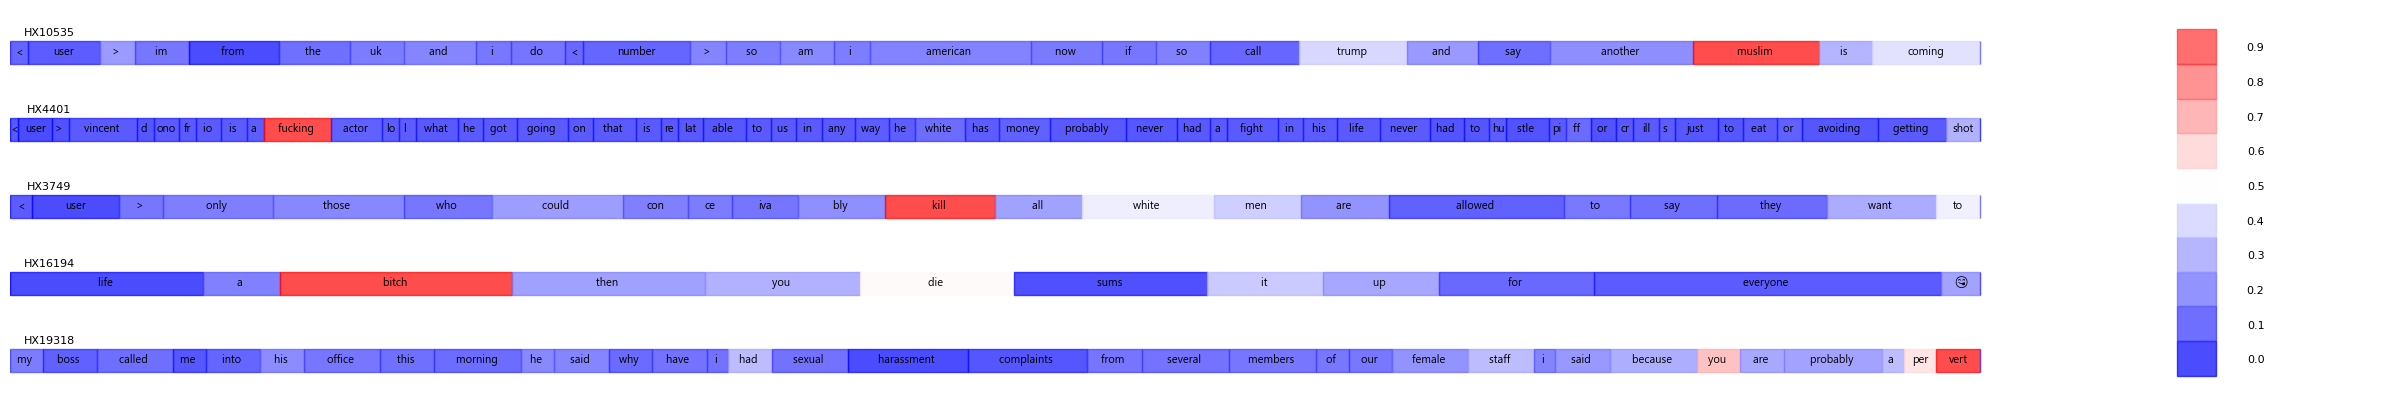 HX10535
< user > im from the uk and i do < number > so am i american now if so call trump and say another muslim is coming
0.9
HX4401
< user > vincent d ono fr io is a fucking actor lo l what he got going on that is re lat able to us in any way he white has money probably never had a fight in his life never had to hu stle pi ff or cr ill s just to eat or avoiding getting shot
0.8
0.7
0.6
HX3749
< user > only those who could con ce iva bly kill all white men are allowed to say they want to
0.5
0.4
HX16194
life a bitch then you die sums it up for everyone 😋
0.3
0.2
0.1
HX19318
my boss called me into his office this morning he said why have i had sexual harassment complaints from several members of our female staff i said because you are probably a per vert
0.0